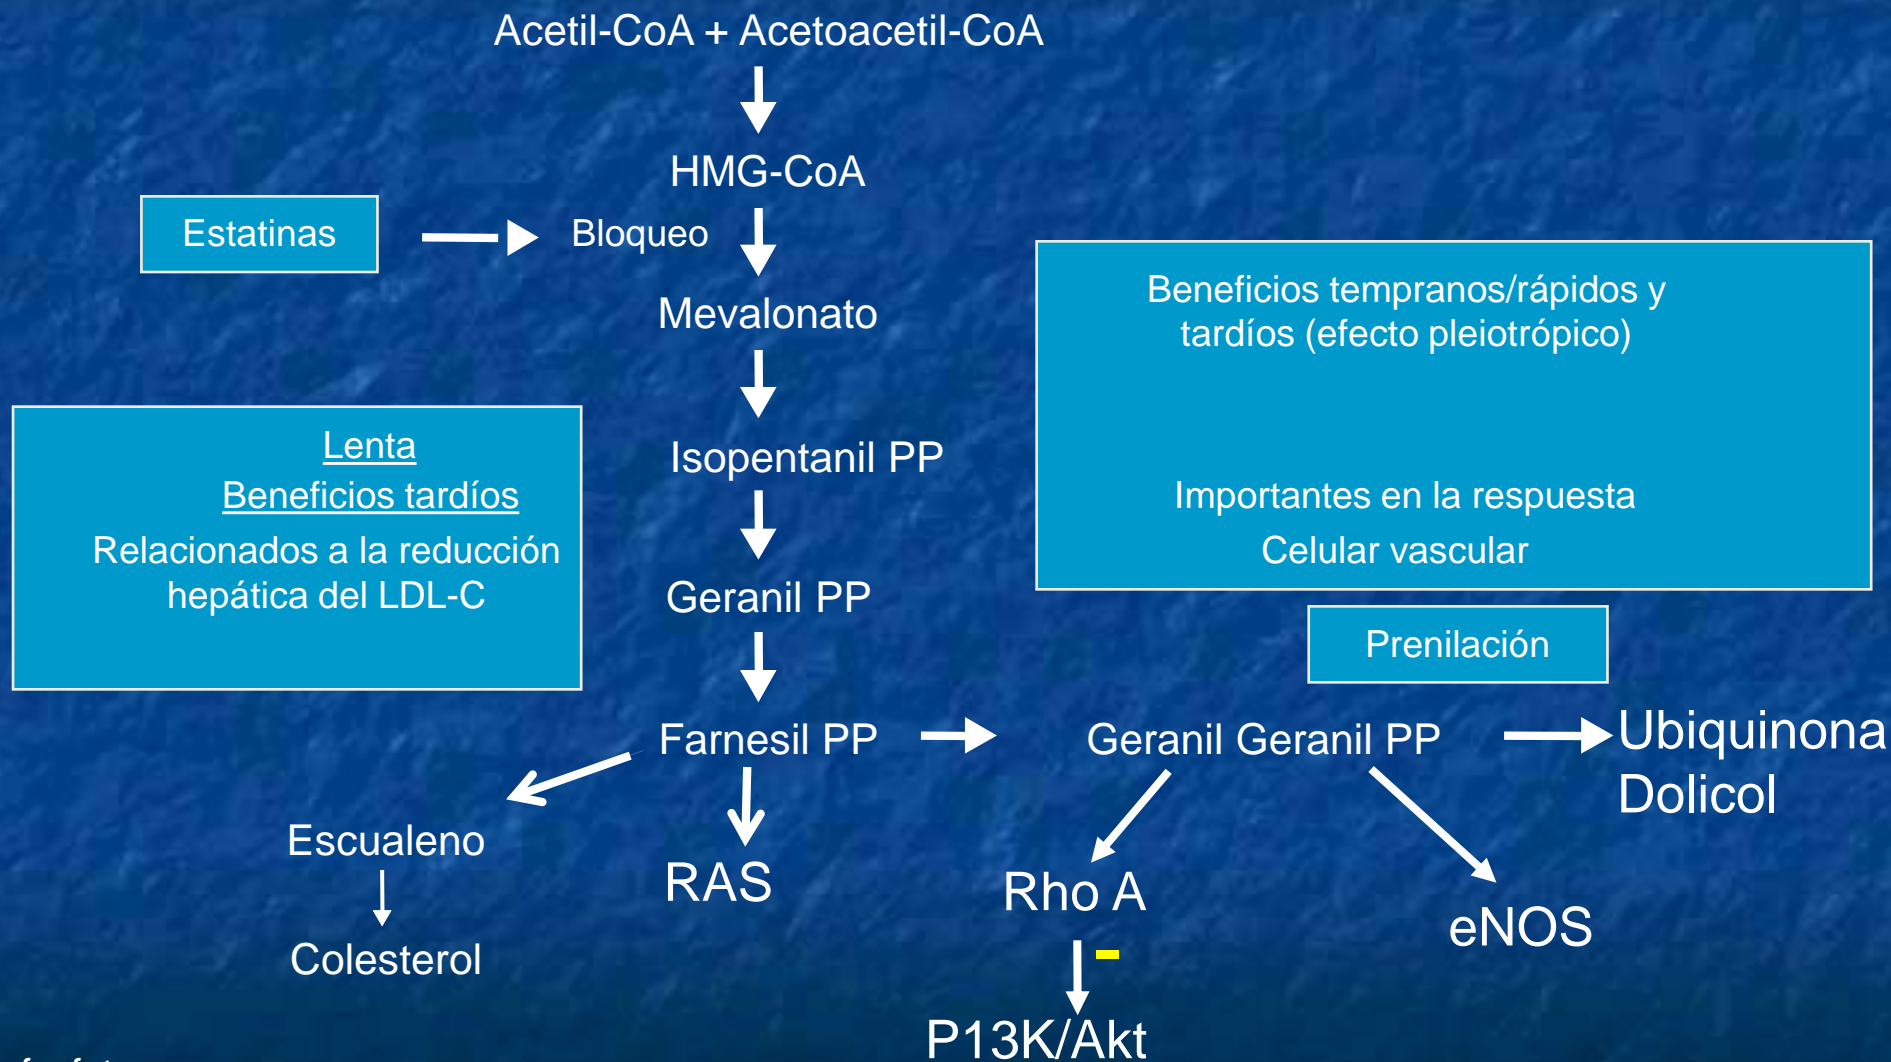 Acetil-CoA + Acetoacetil-CoA
HMG-CoA
Estatinas
Bloqueo
Mevalonato
Beneficios tempranos/rápidos y
tardíos (efecto pleiotrópico)
Importantes en la respuesta
Celular vascular
Lenta
Beneficios tardíos
Relacionados a la reducción
hepática del LDL-C
Isopentanil PP
Geranil PP
Prenilación
Farnesil PP
Geranil Geranil PP
Ubiquinona
Dolicol
Escualeno
RAS
Rho A
eNOS
Colesterol
-
P13K/Akt